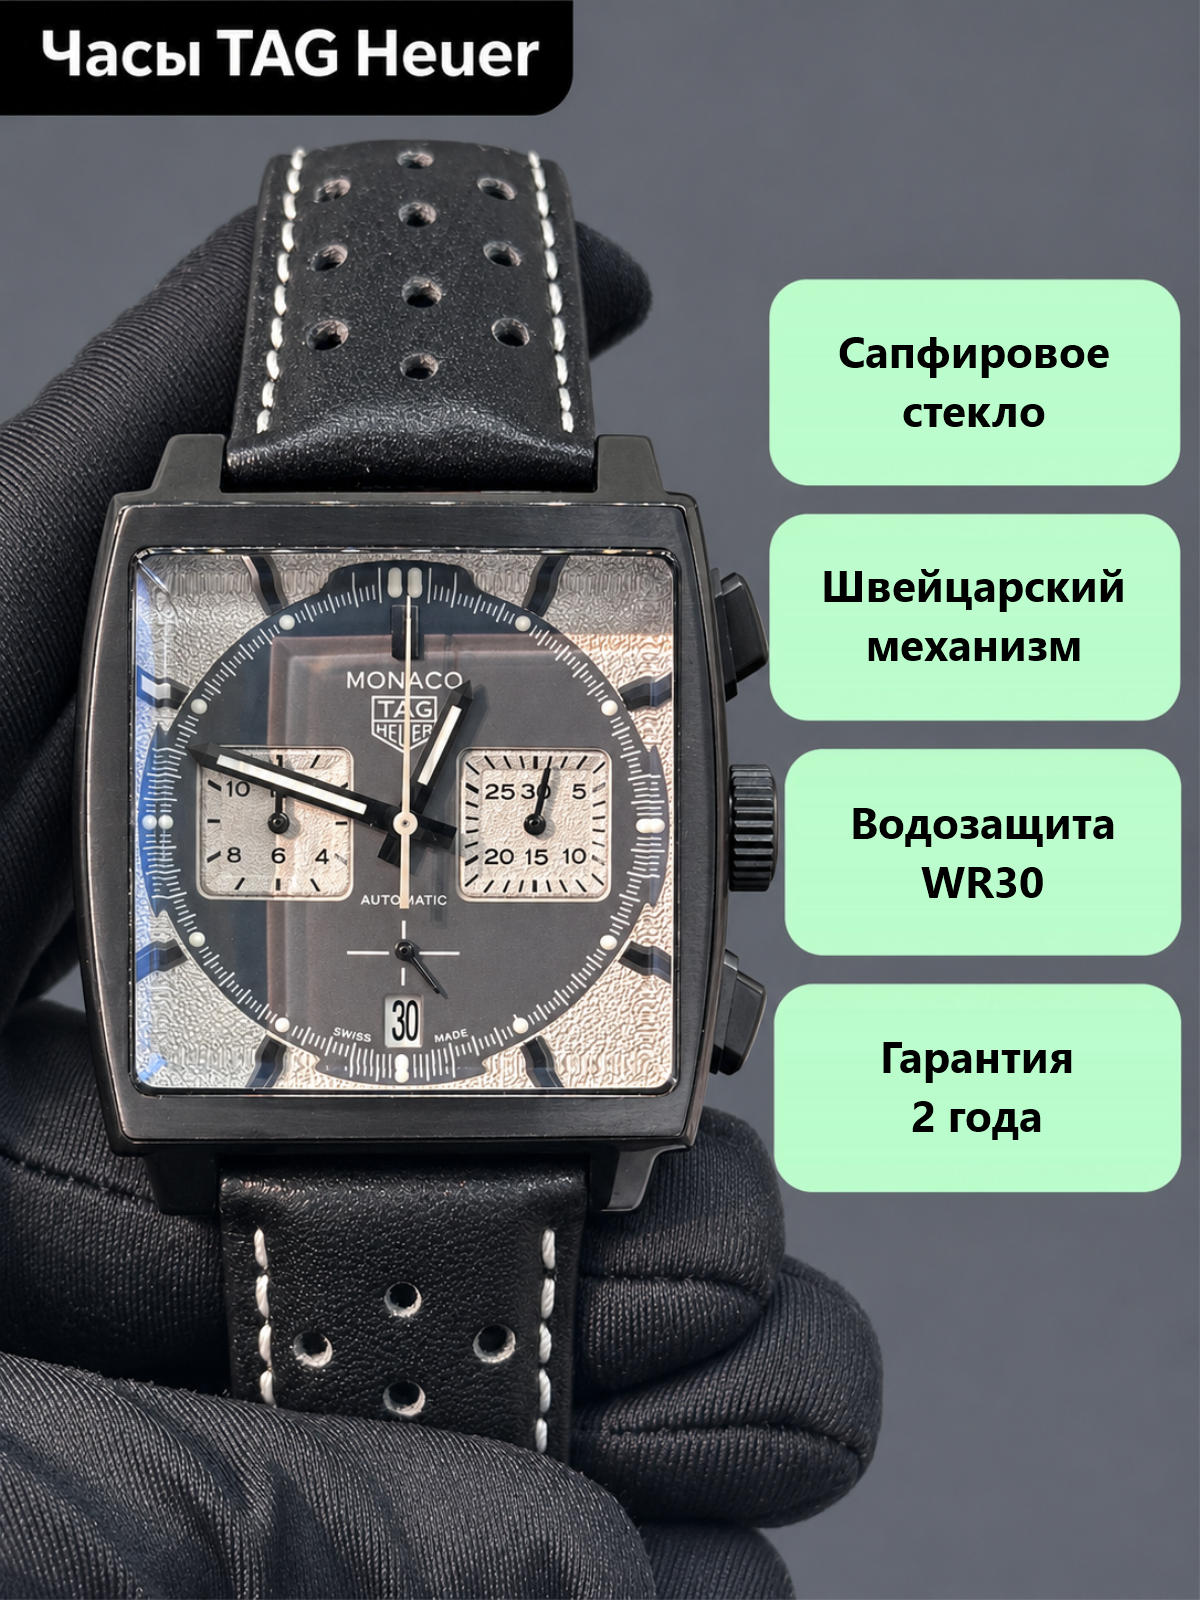 Часы TAG Heuer
Сапфировое
стекло
Швейцарский
механизм
Водозащита
WR30
Гарантия
2 года
MONACO
TAG
HEUER
10
8 6 4
25 30 5
20 15 10
AUTOMATIC
30
SWISS MADE